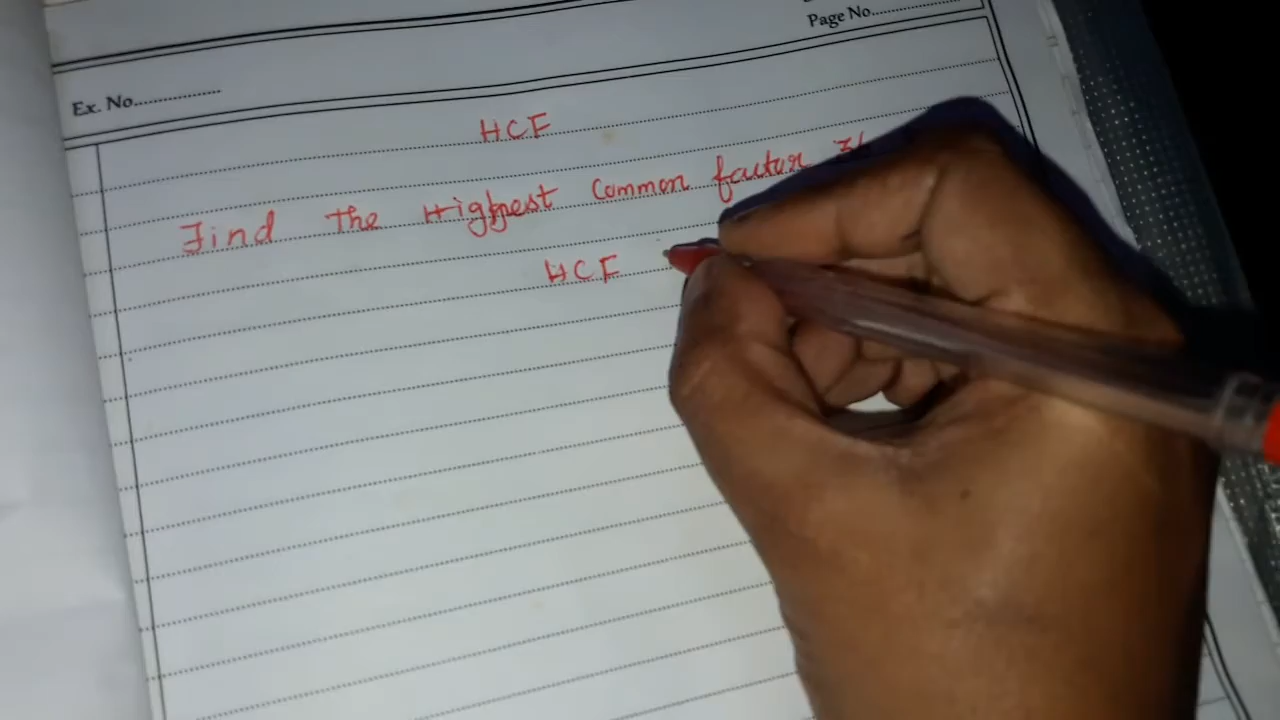 Page No.................
Ex. No.................
HCF
Find the Highest Common factor
HCF